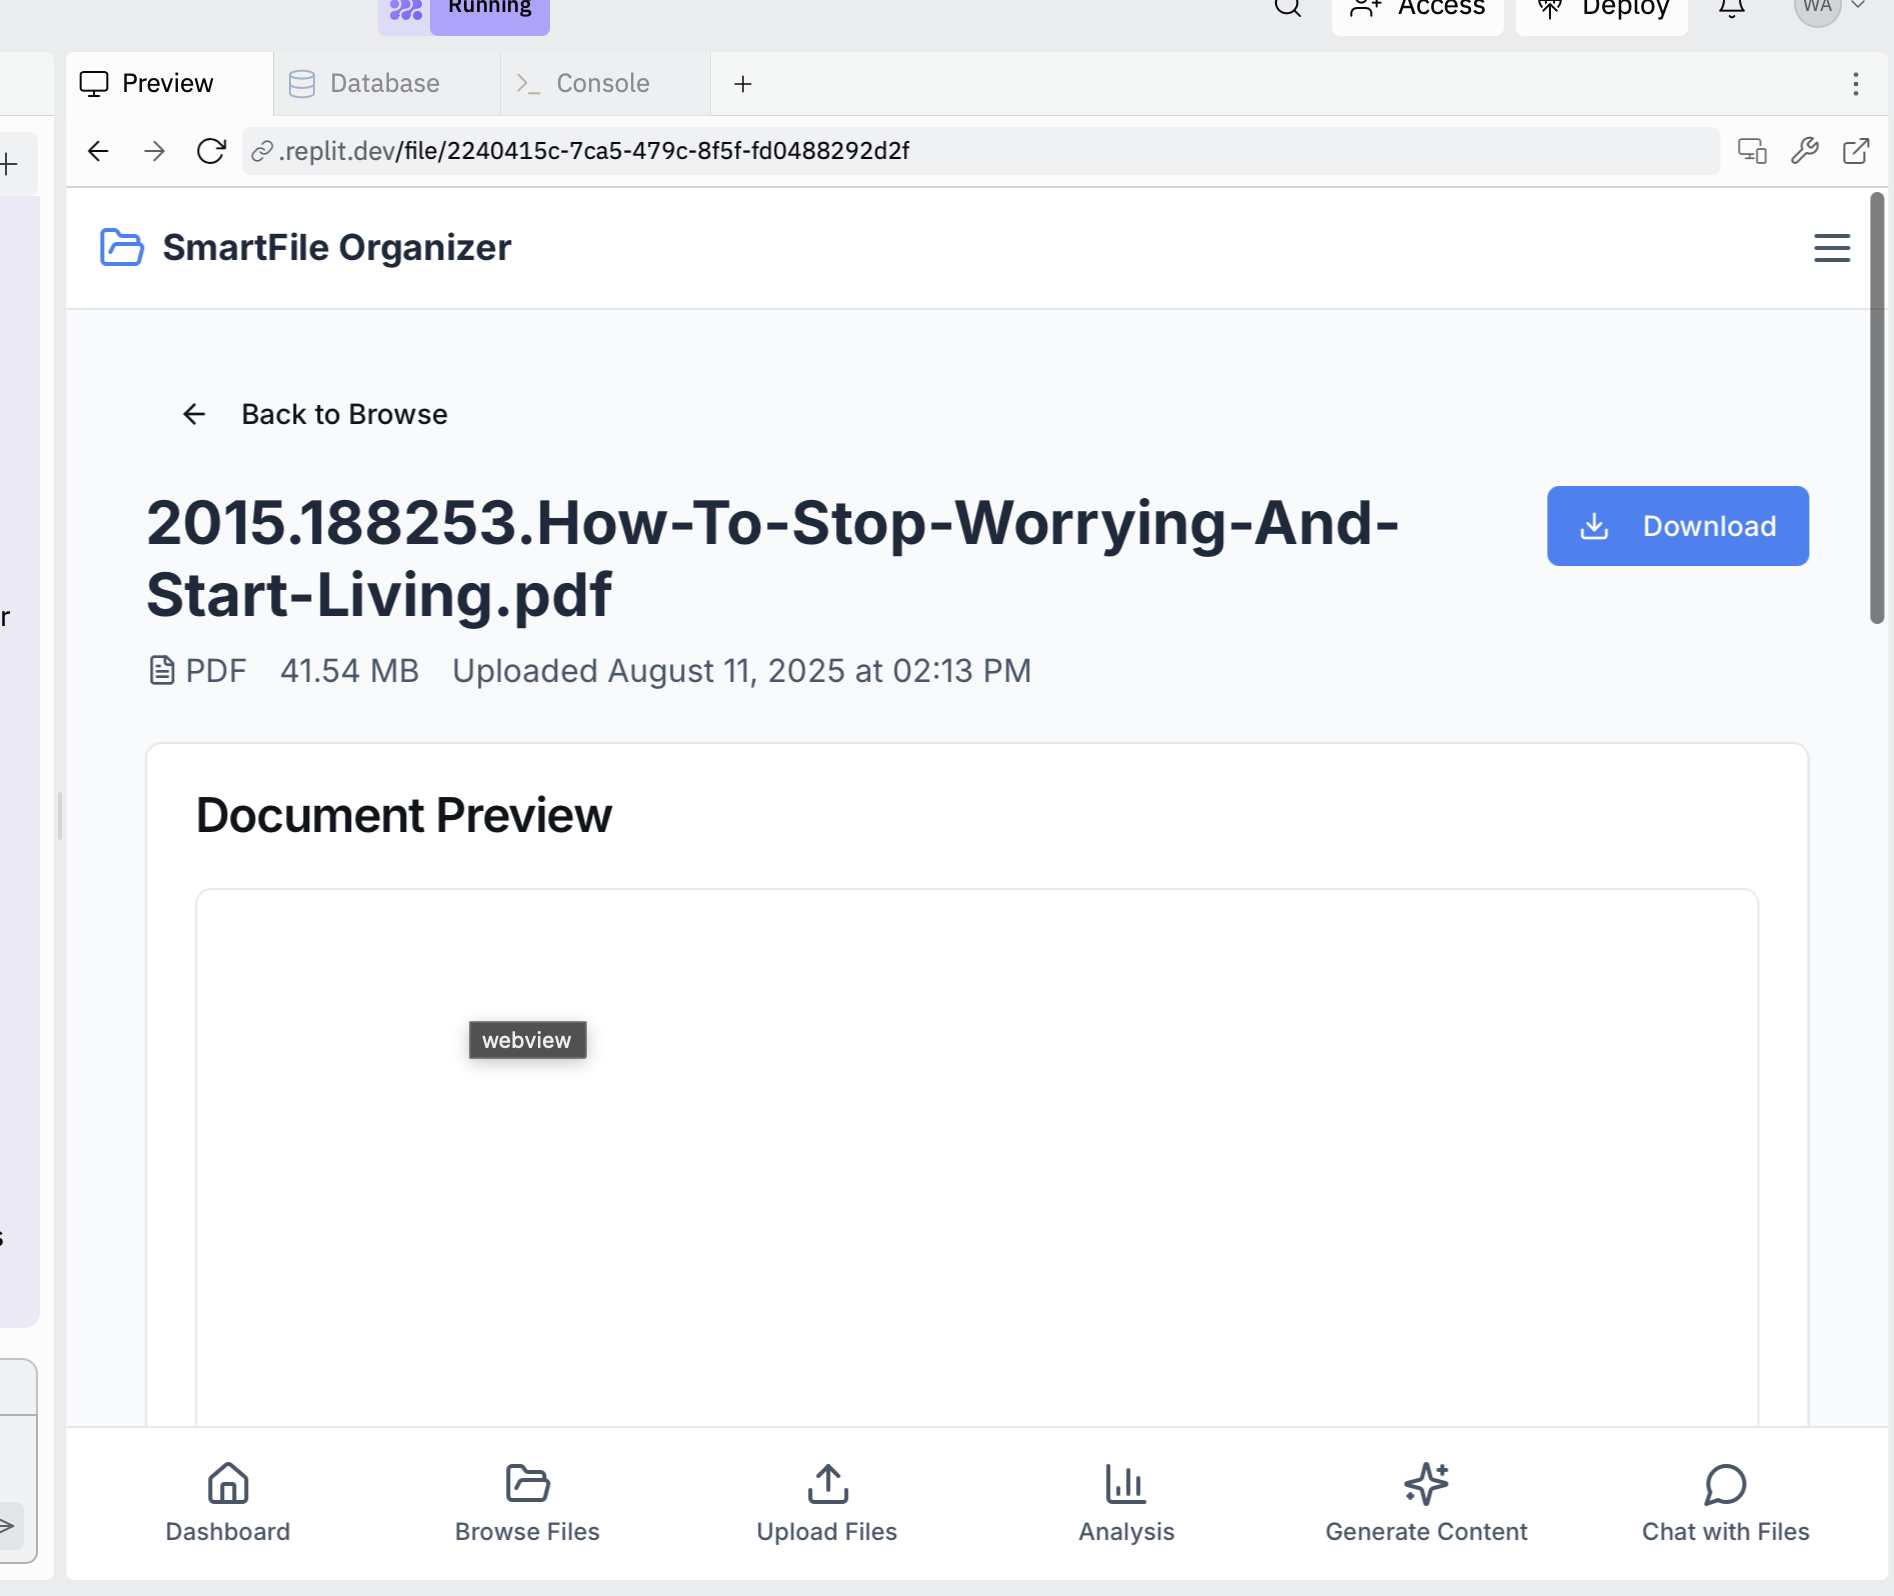 Running
Access
Deploy
WA
Preview
Database
Console
.replit.dev/file/2240415c-7ca5-479c-8f5f-fd0488292d2f
SmartFile Organizer
Back to Browse
2015.188253.How-To-Stop-Worrying-And-
Start-Living.pdf
Download
PDF 41.54 MB Uploaded August 11, 2025 at 02:13 PM
r
Document Preview
webview
s
Dashboard
Browse Files
Upload Files
Analysis
Generate Content
Chat with Files